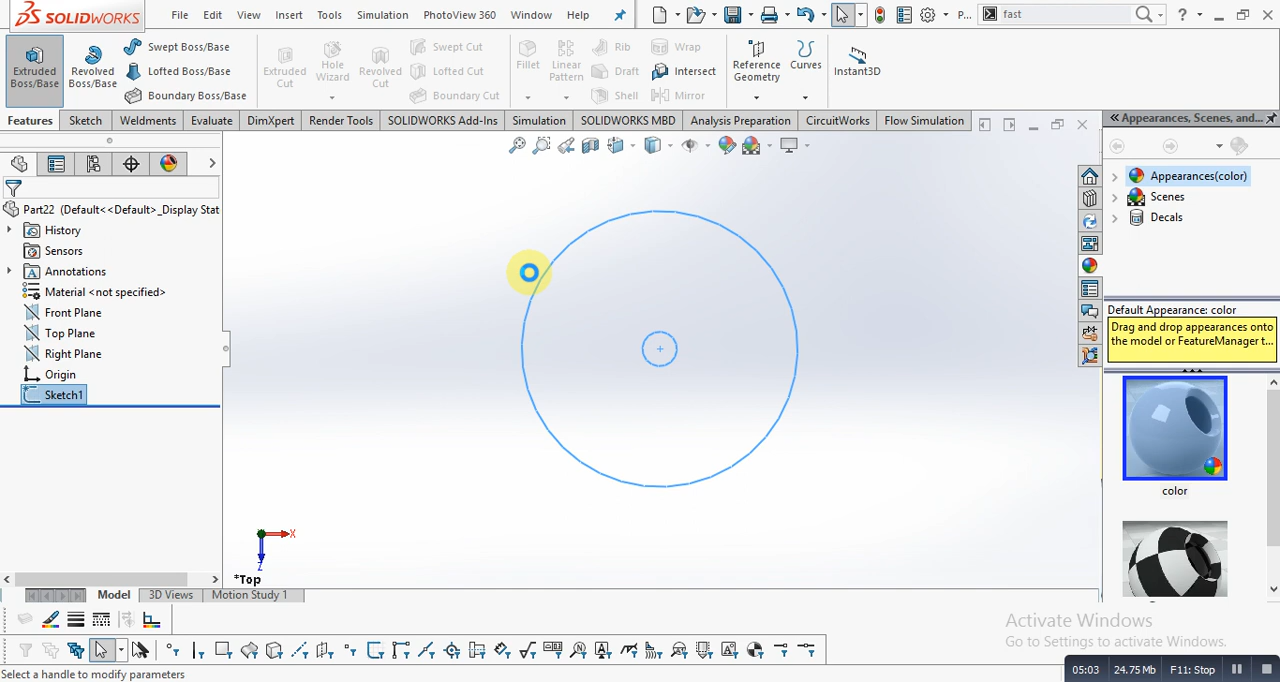 SOLIDWORKS
File Edit View Insert Tools Simulation PhotoView 360 Window Help
P... fast
Extruded Boss/Base
Revolved Boss/Base
Swept Boss/Base
Lofted Boss/Base
Boundary Boss/Base
Extruded Cut
Hole Wizard
Revolved Cut
Swept Cut
Lofted Cut
Boundary Cut
Fillet
Linear Pattern
Rib
Draft
Shell
Wrap
Intersect
Mirror
Reference Geometry
Curves
Instant3D
Features Sketch Weldments Evaluate DimXpert Render Tools SOLIDWORKS Add-Ins Simulation SOLIDWORKS MBD Analysis Preparation CircuitWorks Flow Simulation
Appearances, Scenes, and...
Appearances(color)
Scenes
Decals
Part22 (Default<<Default>_Display Stat
History
Sensors
Annotations
Material <not specified>
Front Plane
Top Plane
Right Plane
Origin
Sketch1
Default Appearance: color
Drag and drop appearances onto
the model or FeatureManager t...
color
X
Z
*Top
Model 3D Views Motion Study 1
Activate Windows
Go to Settings to activate Windows.
Select a handle to modify parameters
05:03 24.75 Mb F11: Stop